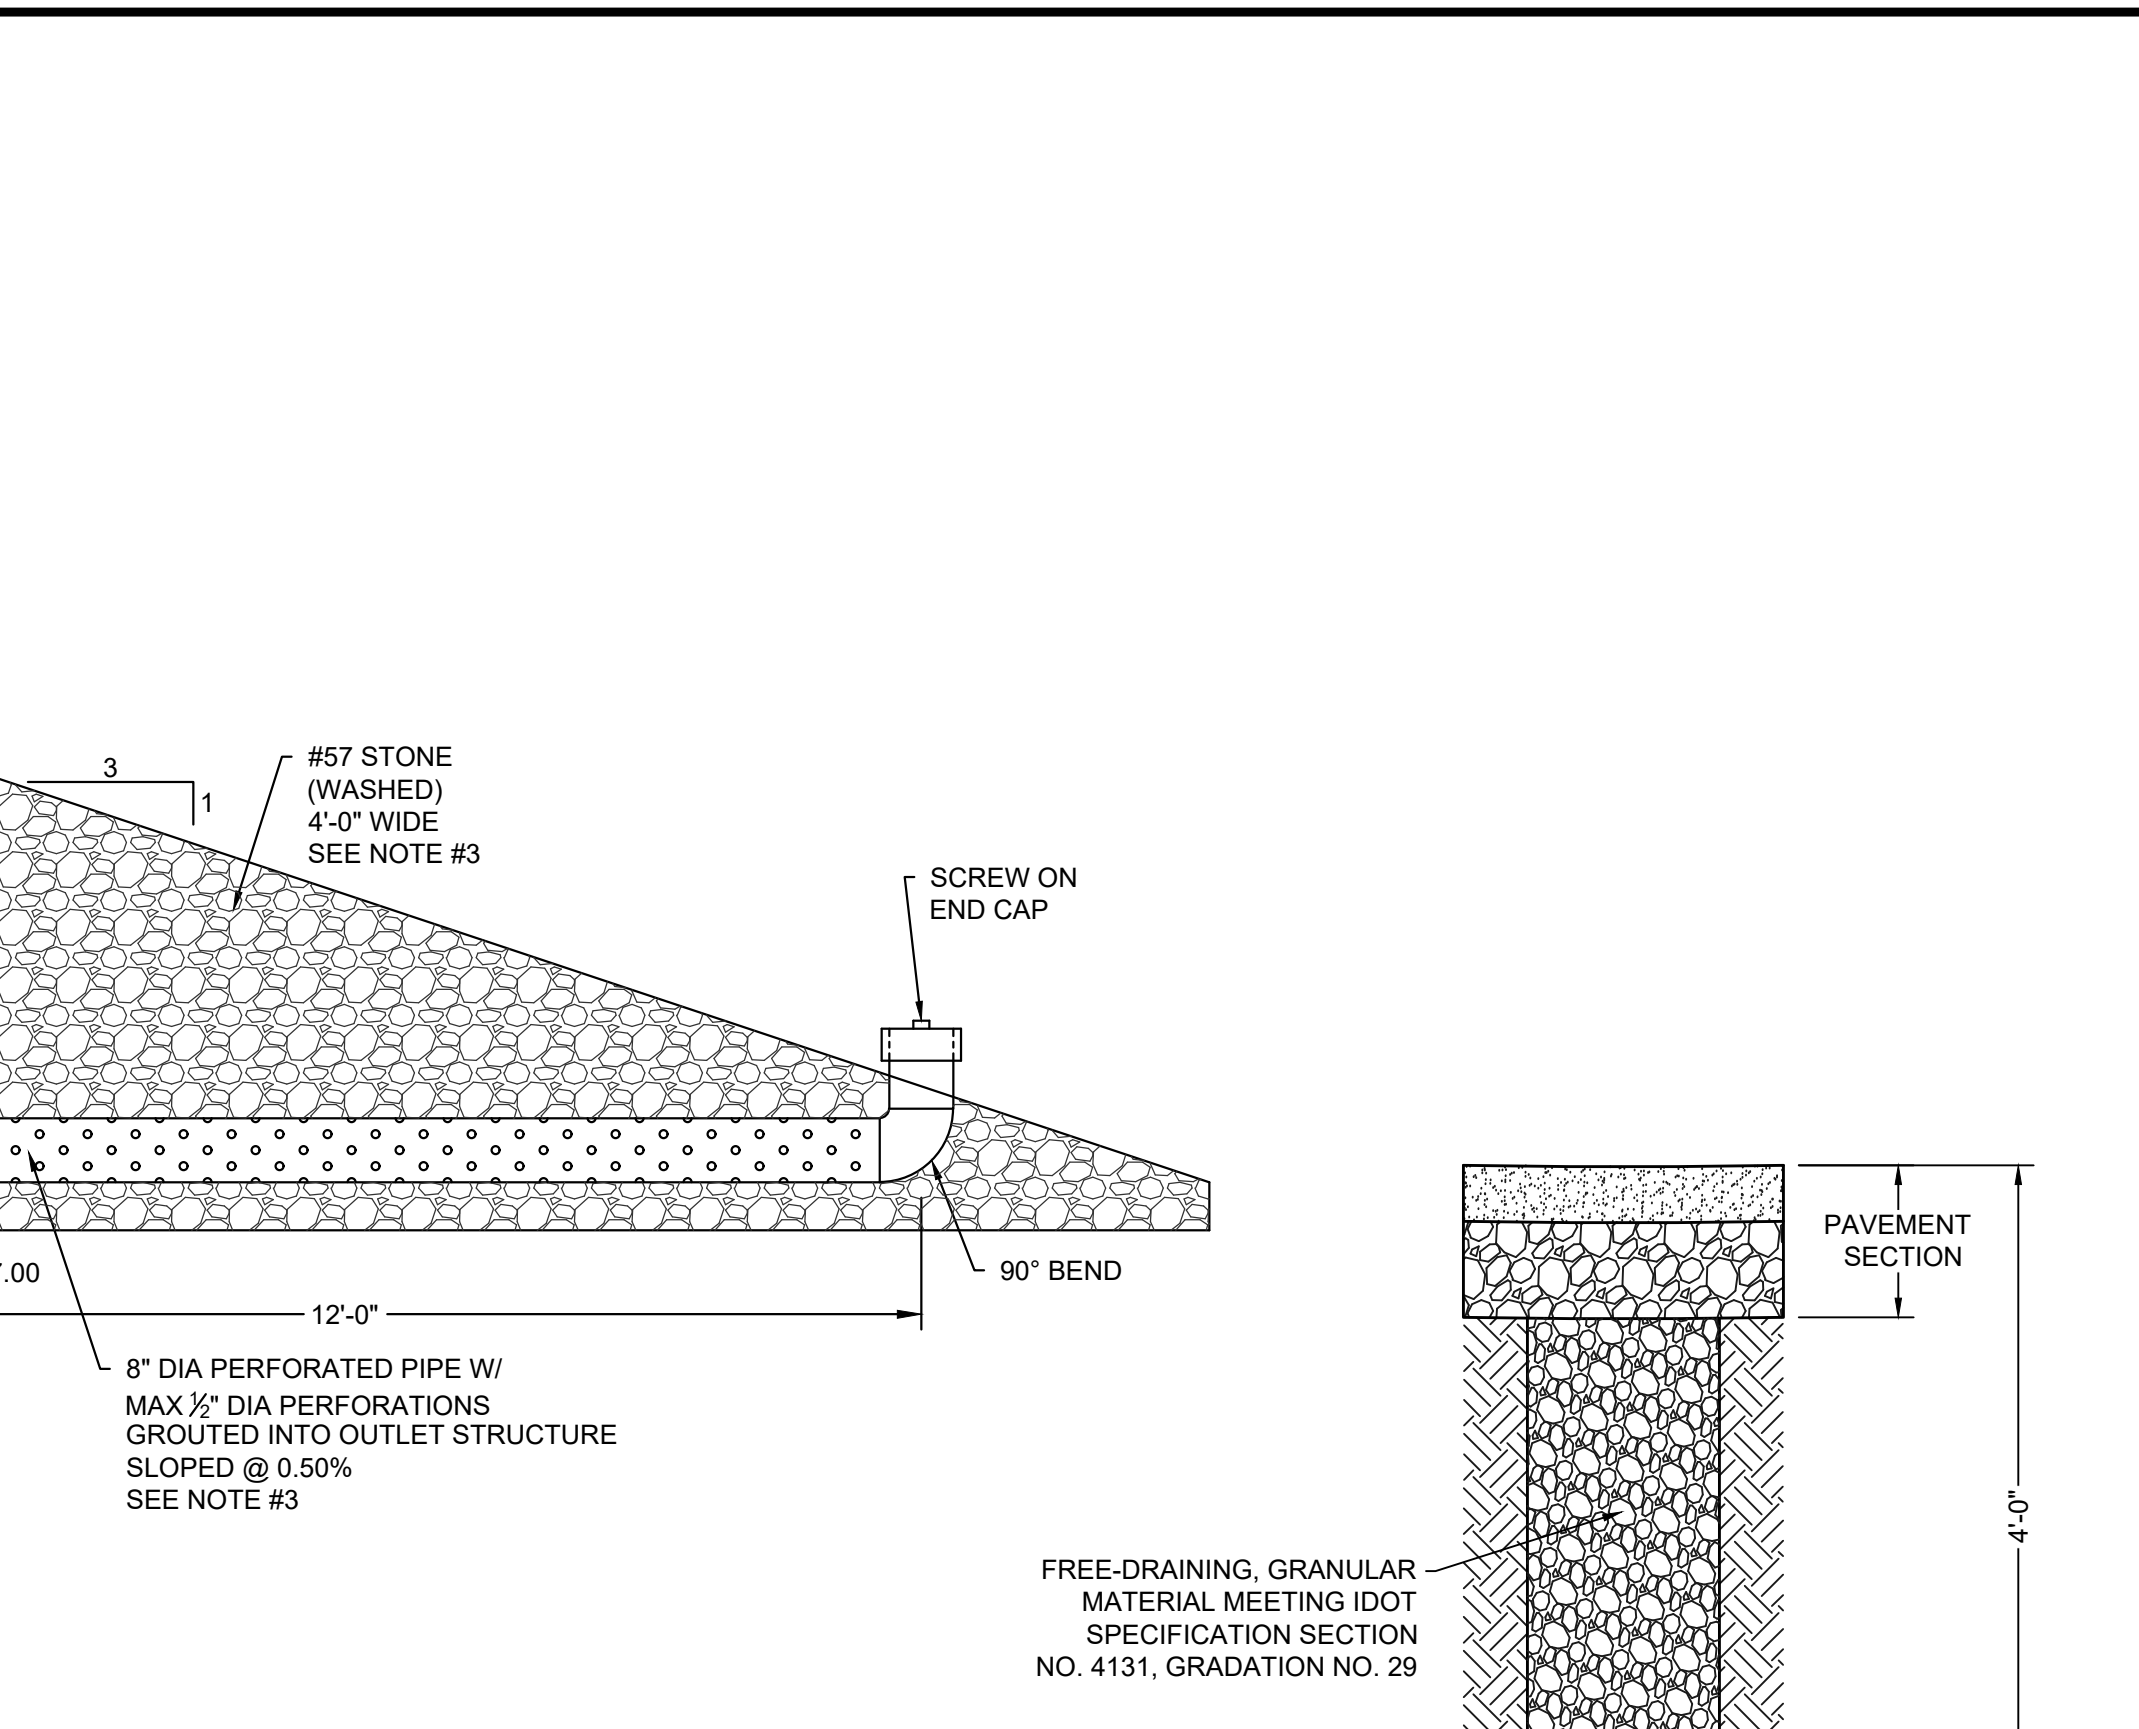 3
1
#57 STONE
(WASHED)
4'-0" WIDE
SEE NOTE #3
SCREW ON
END CAP
90° BEND
.00
12'-0"
8" DIA PERFORATED PIPE W/
MAX ½" DIA PERFORATIONS
GROUTED INTO OUTLET STRUCTURE
SLOPED @ 0.50%
SEE NOTE #3
PAVEMENT
SECTION
4'-0"
FREE-DRAINING, GRANULAR
MATERIAL MEETING IDOT
SPECIFICATION SECTION
NO. 4131, GRADATION NO. 29